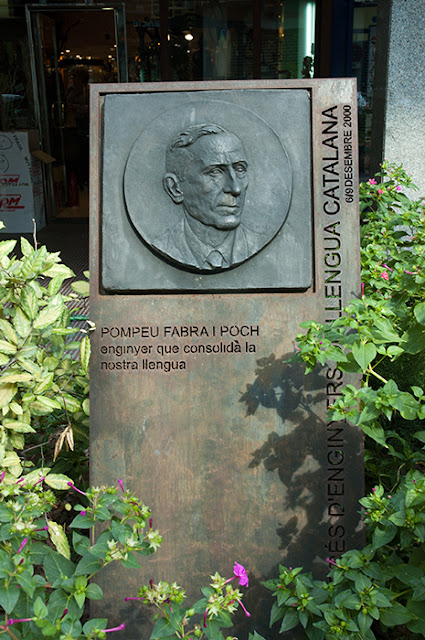 POMPEU FABRA I POCH
enginyer que consolidà la
nostra llengua
ÉS D'ENGINYERS LLENGUA CATALANA
6/9 DESEMBRE 2000